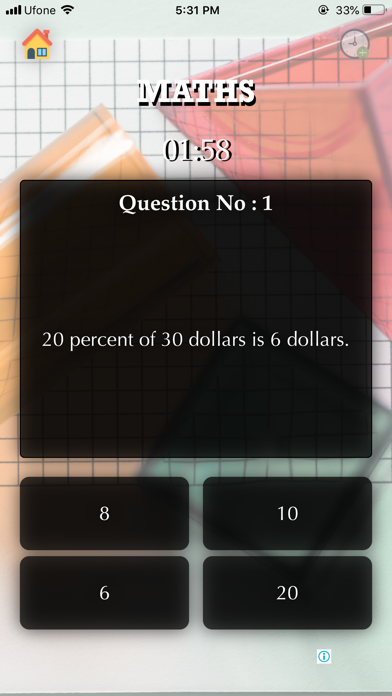 Ufone 5:31 PM 33%
MATHS
01:58
Question No : 1
20 percent of 30 dollars is 6 dollars.
8 10
6 20